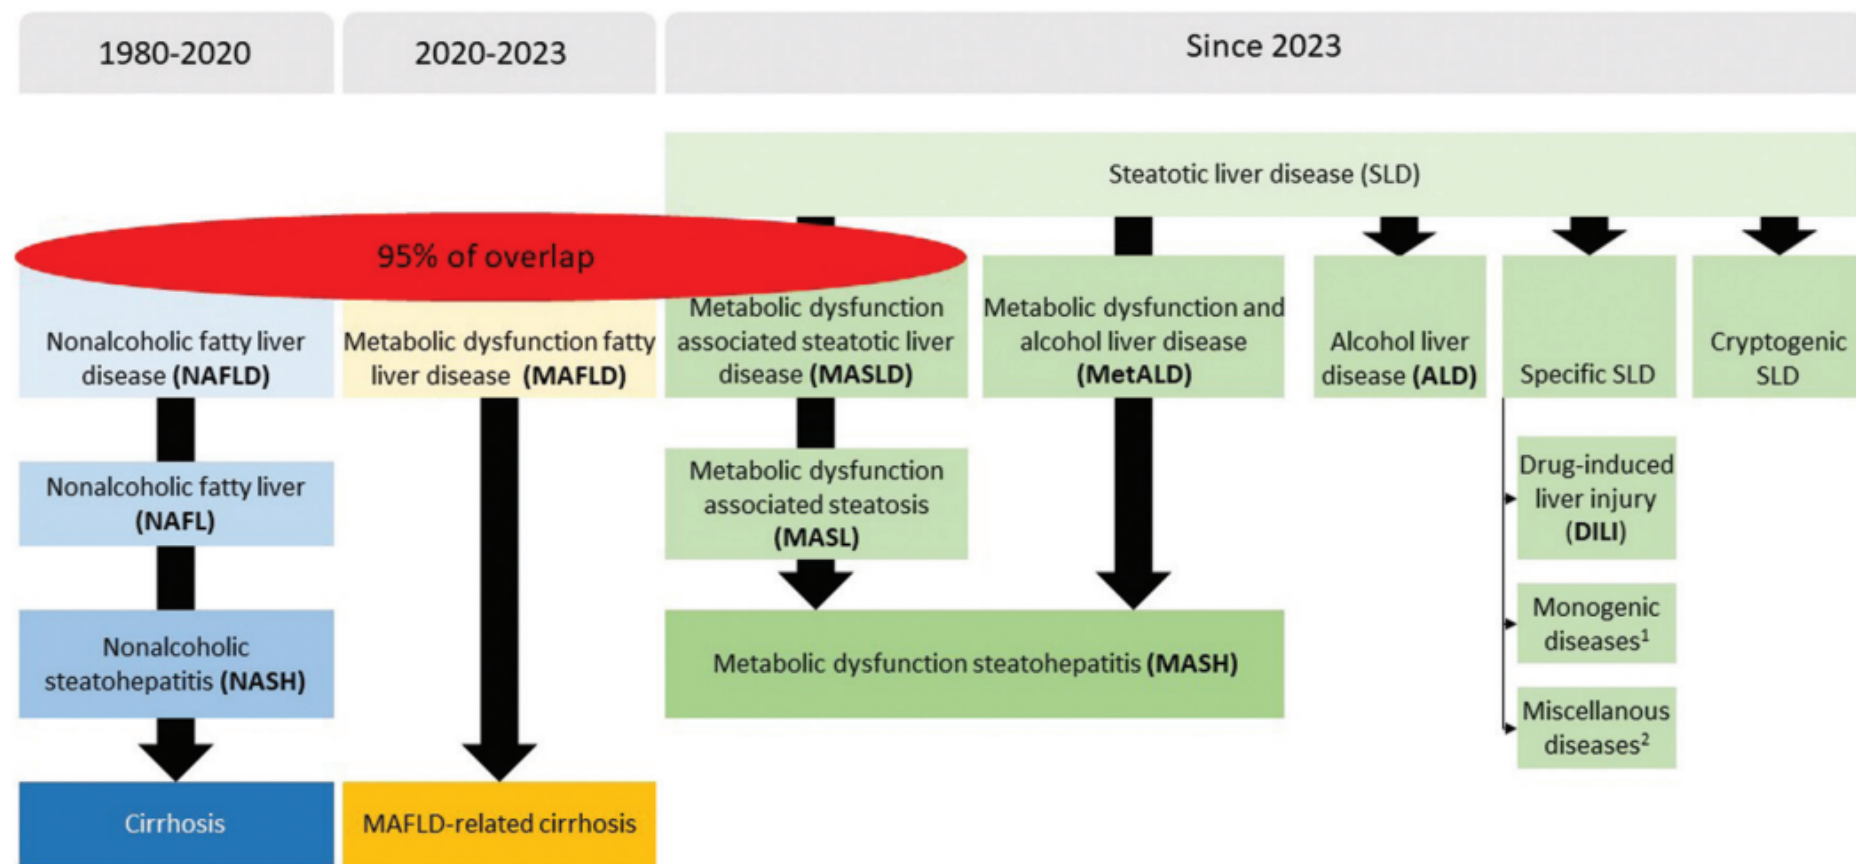 1980-2020
2020-2023
Since 2023
Steatotic liver disease (SLD)
95% of overlap
Nonalcoholic fatty liver
disease (NAFLD)
Metabolic dysfunction fatty
liver disease (MAFLD)
Metabolic dysfunction
associated steatotic liver
disease (MASLD)
Metabolic dysfunction and
alcohol liver disease
(MetALD)
Alcohol liver
disease (ALD)
Specific SLD
Cryptogenic
SLD
Nonalcoholic fatty liver
(NAFL)
Metabolic dysfunction
associated steatosis
(MASL)
Drug-induced
liver injury
(DILI)
Nonalcoholic
steatohepatitis (NASH)
Metabolic dysfunction steatohepatitis (MASH)
Monogenic
diseases1
Miscellanous
diseases2
Cirrhosis
MAFLD-related cirrhosis